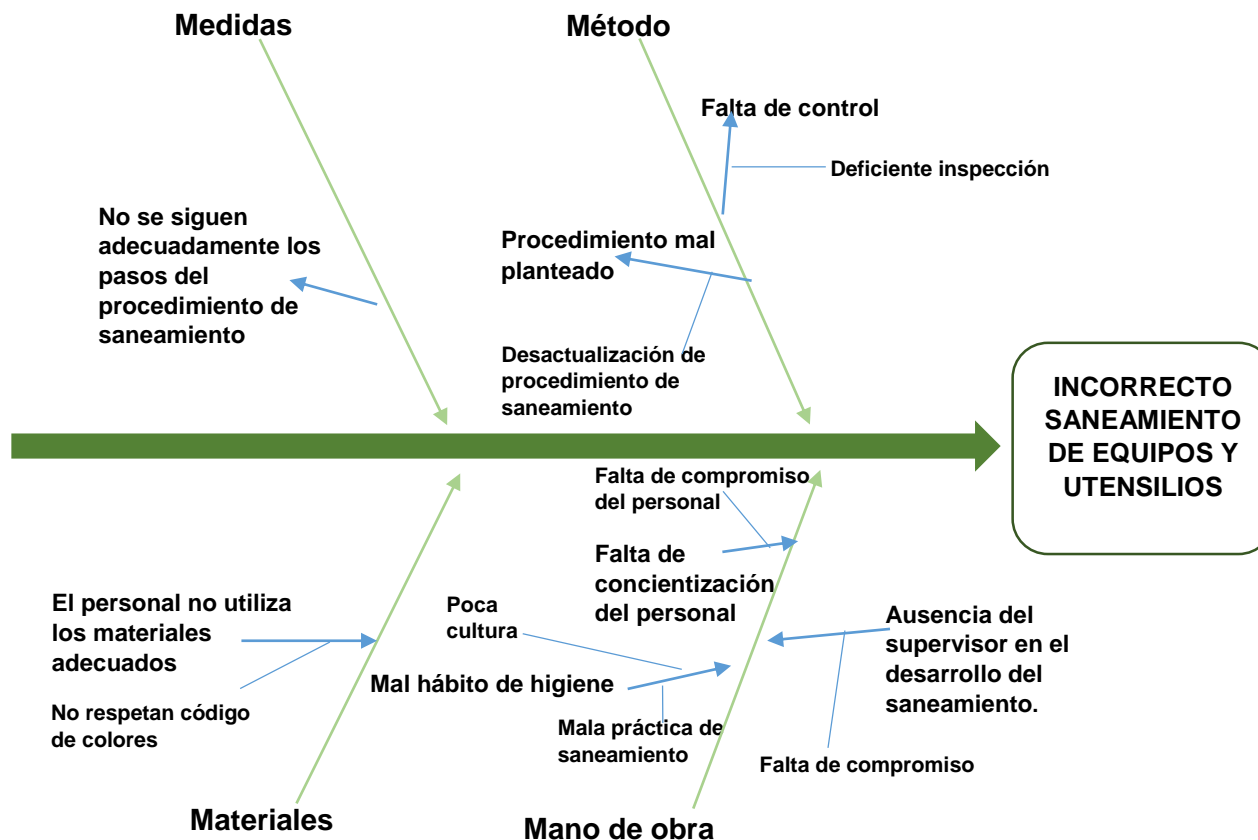 Medidas
Método
Falta de control
Deficiente inspección
No se siguen
adecuadamente los
pasos del
procedimiento de
saneamiento
Procedimiento mal
planteado
Desactualización de
procedimiento de
saneamiento
INCORRECTO
SANEAMIENTO
DE EQUIPOS Y
UTENSILIOS
Falta de compromiso
del personal
Falta de
concientización
del personal
El personal no utiliza
los materiales
adecuados
No respetan código
de colores
Poca
cultura
Mal hábito de higiene
Mala práctica de
saneamiento
Ausencia del
supervisor en el
desarrollo del
saneamiento.
Falta de compromiso
Materiales
Mano de obra